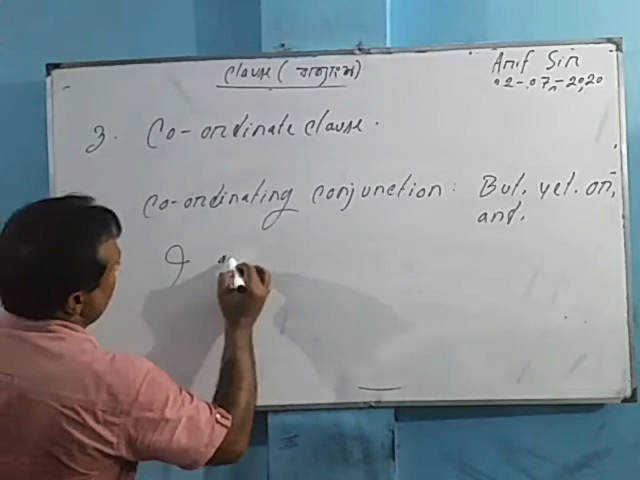 Clause (বাক্যাংশ)
Arif Sir
02-07-2020
3. Co-ordinate clause.
Co-ordinating conjunction: But, yet, or,
and.
I